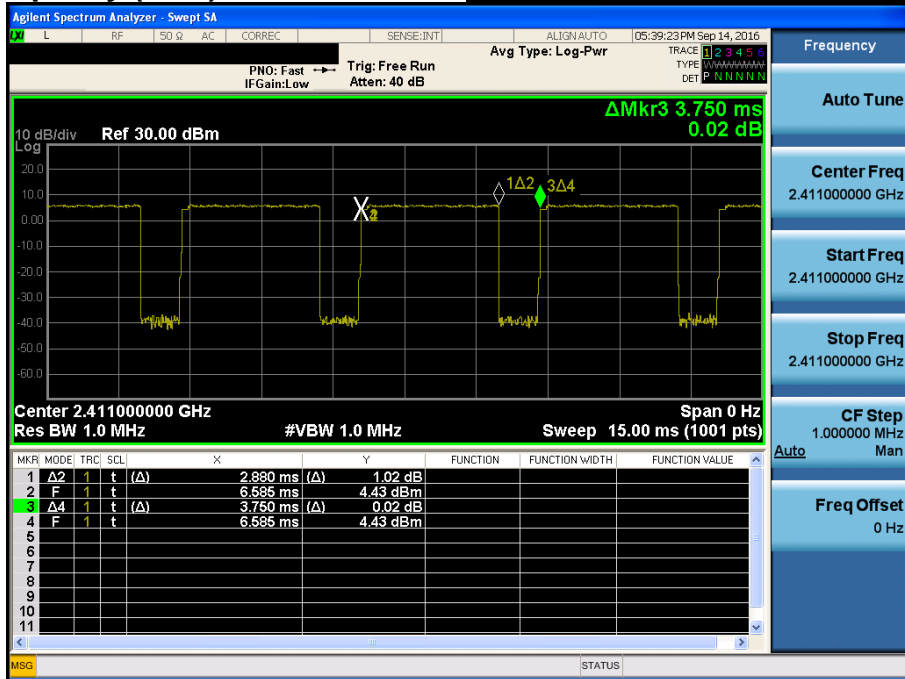 Agilent Spectrum Analyzer - Swept SA
LXI L RF 50 Ω AC CORREC SENSE:INT ALIGN AUTO 05:39:23 PM Sep 14, 2016
PNO: Fast
IFGain:Low
Trig: Free Run
Atten: 40 dB
Avg Type: Log-Pwr
TRACE 1 2 3 4 5 6
TYPE
DET P N N N N N
Frequency
Auto Tune
Center Freq
2.411000000 GHz
Start Freq
2.411000000 GHz
Stop Freq
2.411000000 GHz
CF Step
1.000000 MHz
Auto Man
Freq Offset
0 Hz
ΔMkr3 3.750 ms
0.02 dB
10 dB/div Ref 30.00 dBm
Log
20.0
10.0
0.00
-10.0
-20.0
-30.0
-40.0
-50.0
-60.0
1Δ2 3Δ4
Center 2.411000000 GHz Span 0 Hz
Res BW 1.0 MHz #VBW 1.0 MHz Sweep 15.00 ms (1001 pts)
MKR MODE TRC SCL X Y FUNCTION FUNCTION WIDTH FUNCTION VALUE
1 Δ2 1 t (Δ) 2.880 ms (Δ) 1.02 dB
2 F 1 t 6.585 ms 4.43 dBm
3 Δ4 1 t (Δ) 3.750 ms (Δ) 0.02 dB
4 F 1 t 6.585 ms 4.43 dBm
5
6
7
8
9
10
11
MSG STATUS